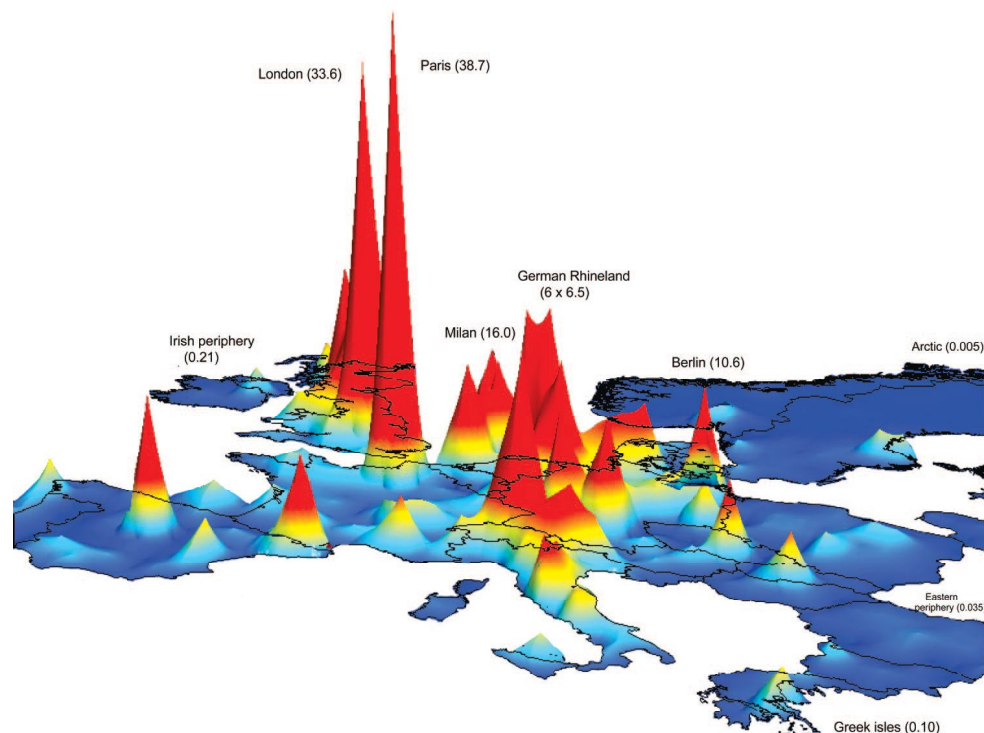 Paris (38.7)
London (33.6)
German Rhineland
(6 x 6.5)
Milan (16.0)
Irish periphery
(0.21)
Arctic (0.005)
Berlin (10.6)
Eastern
periphery (0.035
Greek isles (0.10)